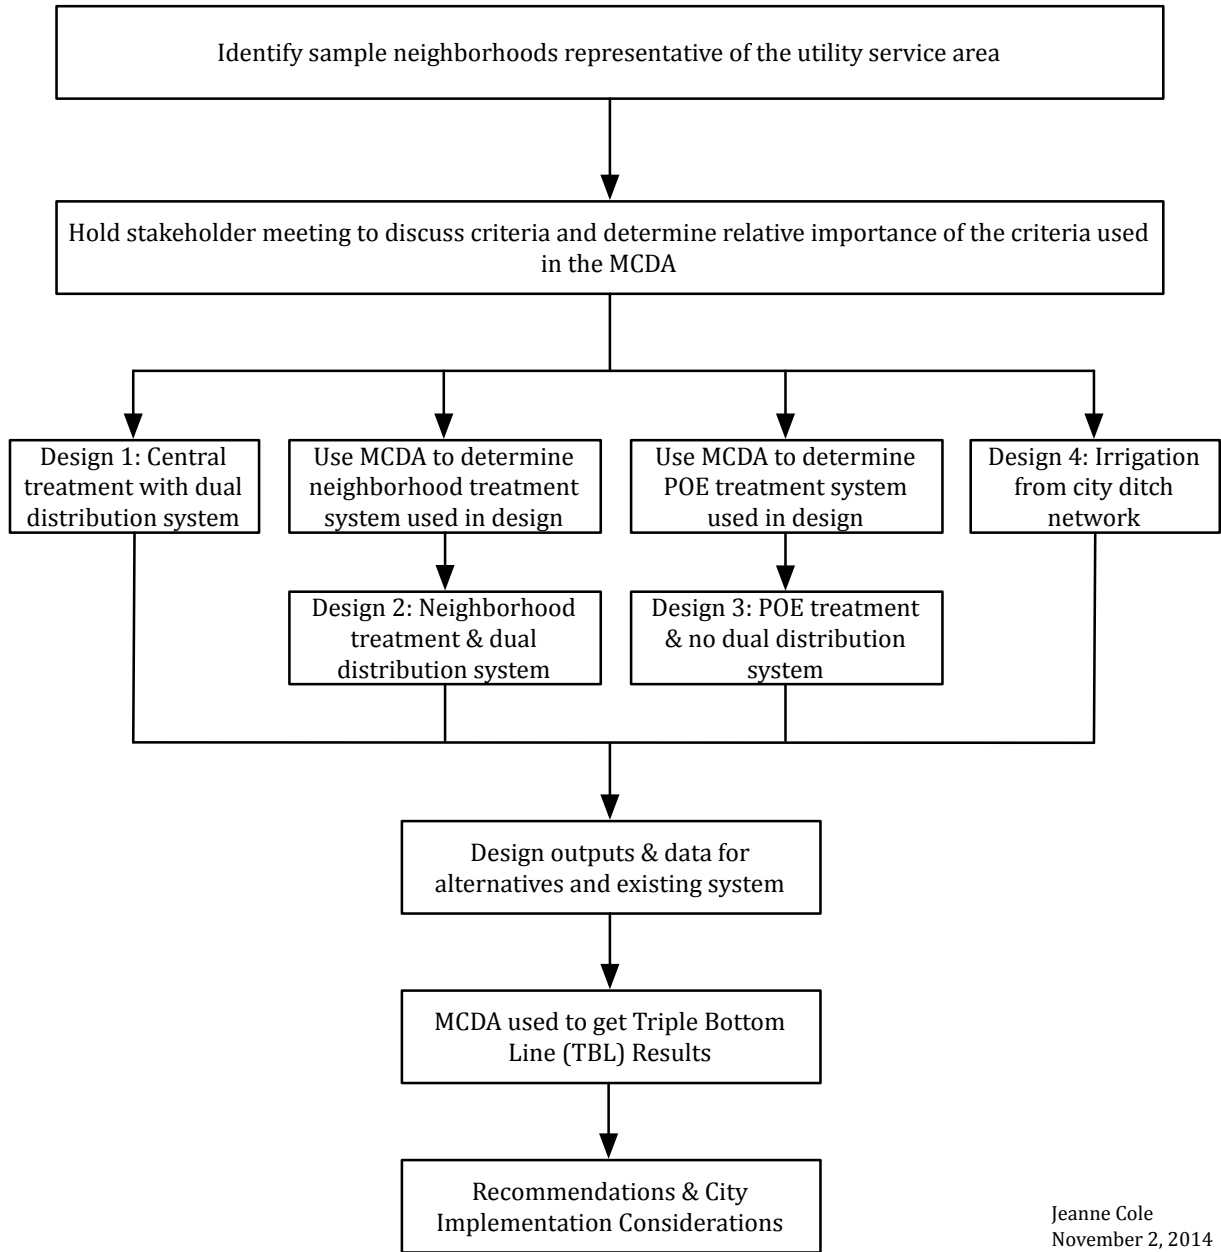 Identify sample neighborhoods representative of the utility service area
Hold stakeholder meeting to discuss criteria and determine relative importance of the criteria used
in the MCDA
Design 1: Central
treatment with dual
distribution system
Use MCDA to determine
neighborhood treatment
system used in design
Use MCDA to determine
POE treatment system
used in design
Design 4: Irrigation
from city ditch
network
Design 2: Neighborhood
treatment & dual
distribution system
Design 3: POE treatment
& no dual distribution
system
Design outputs & data for
alternatives and existing system
MCDA used to get Triple Bottom
Line (TBL) Results
Recommendations & City
Implementation Considerations
Jeanne Cole
November 2, 2014